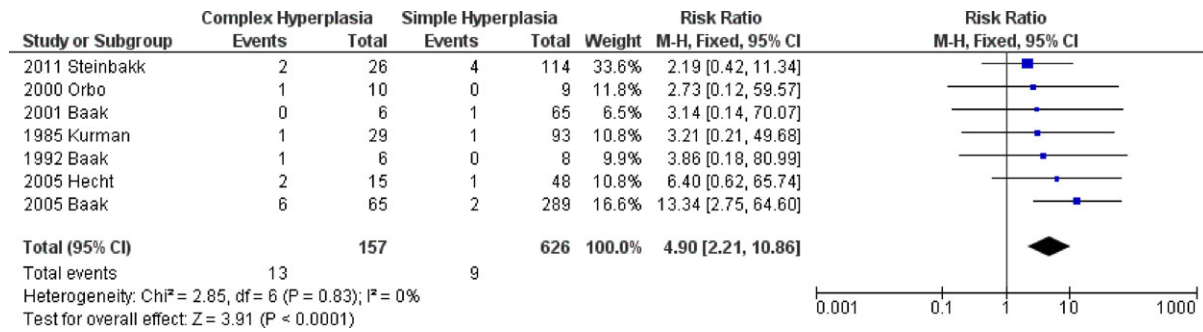 Complex Hyperplasia Simple Hyperplasia Risk Ratio Risk Ratio
Study or Subgroup Events Total Events Total Weight M-H, Fixed, 95% CI M-H, Fixed, 95% CI
2011 Steinbakk 2 26 4 114 33.6% 2.19 [0.42, 11.34]
2000 Orbo 1 10 0 9 11.8% 2.73 [0.12, 59.57]
2001 Baak 0 6 1 65 6.5% 3.14 [0.14, 70.07]
1985 Kurman 1 29 1 93 10.8% 3.21 [0.21, 49.68]
1992 Baak 1 6 0 8 9.9% 3.86 [0.18, 80.99]
2005 Hecht 2 15 1 48 10.8% 6.40 [0.62, 65.74]
2005 Baak 6 65 2 289 16.6% 13.34 [2.75, 64.60]
Total (95% CI) 157 626 100.0% 4.90 [2.21, 10.86]
Total events 13 9
Heterogeneity: Chi² = 2.85, df = 6 (P = 0.83); I² = 0%
Test for overall effect: Z = 3.91 (P < 0.0001)
0.001 0.1 1 10 1000